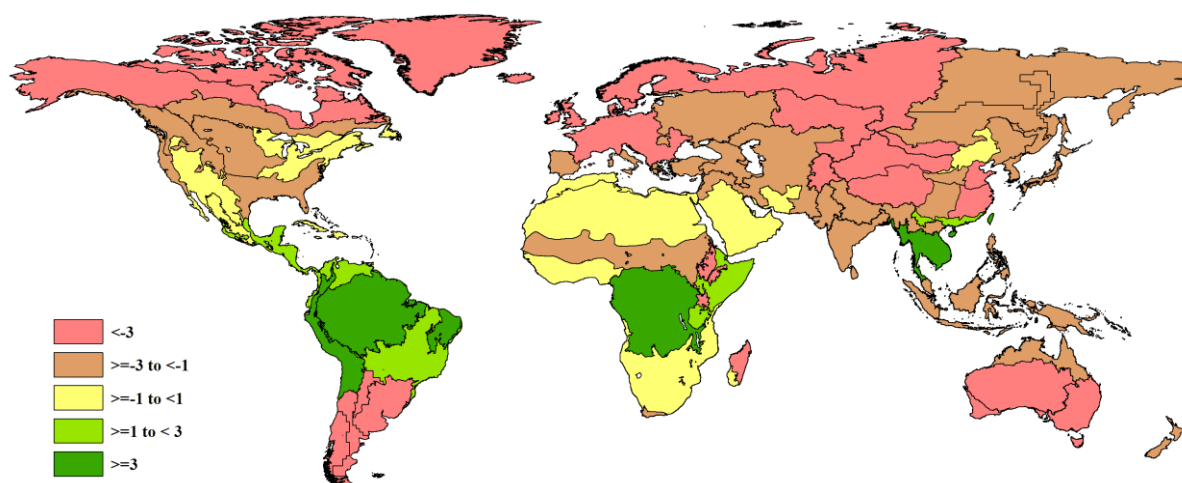 <-3
>=-3 to <-1
>=-1 to <1
>=1 to < 3
>=3